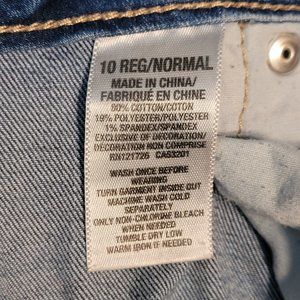 10 REG/NORMAL
MADE IN CHINA/
FABRIQUÉ EN CHINE
80% COTTON/COTON
19% POLYESTER/POLYESTER
1% SPANDEX/SPANDEX
EXCLUSIVE OF DECORATION/
DECORATION NON COMPRISE
RN121726 CA53201
WASH ONCE BEFORE
WEARING
TURN GARMENT INSIDE OUT
MACHINE WASH COLD
SEPARATELY
ONLY NON-CHLORINE BLEACH
WHEN NEEDED
TUMBLE DRY LOW
WARM IRON IF NEEDED